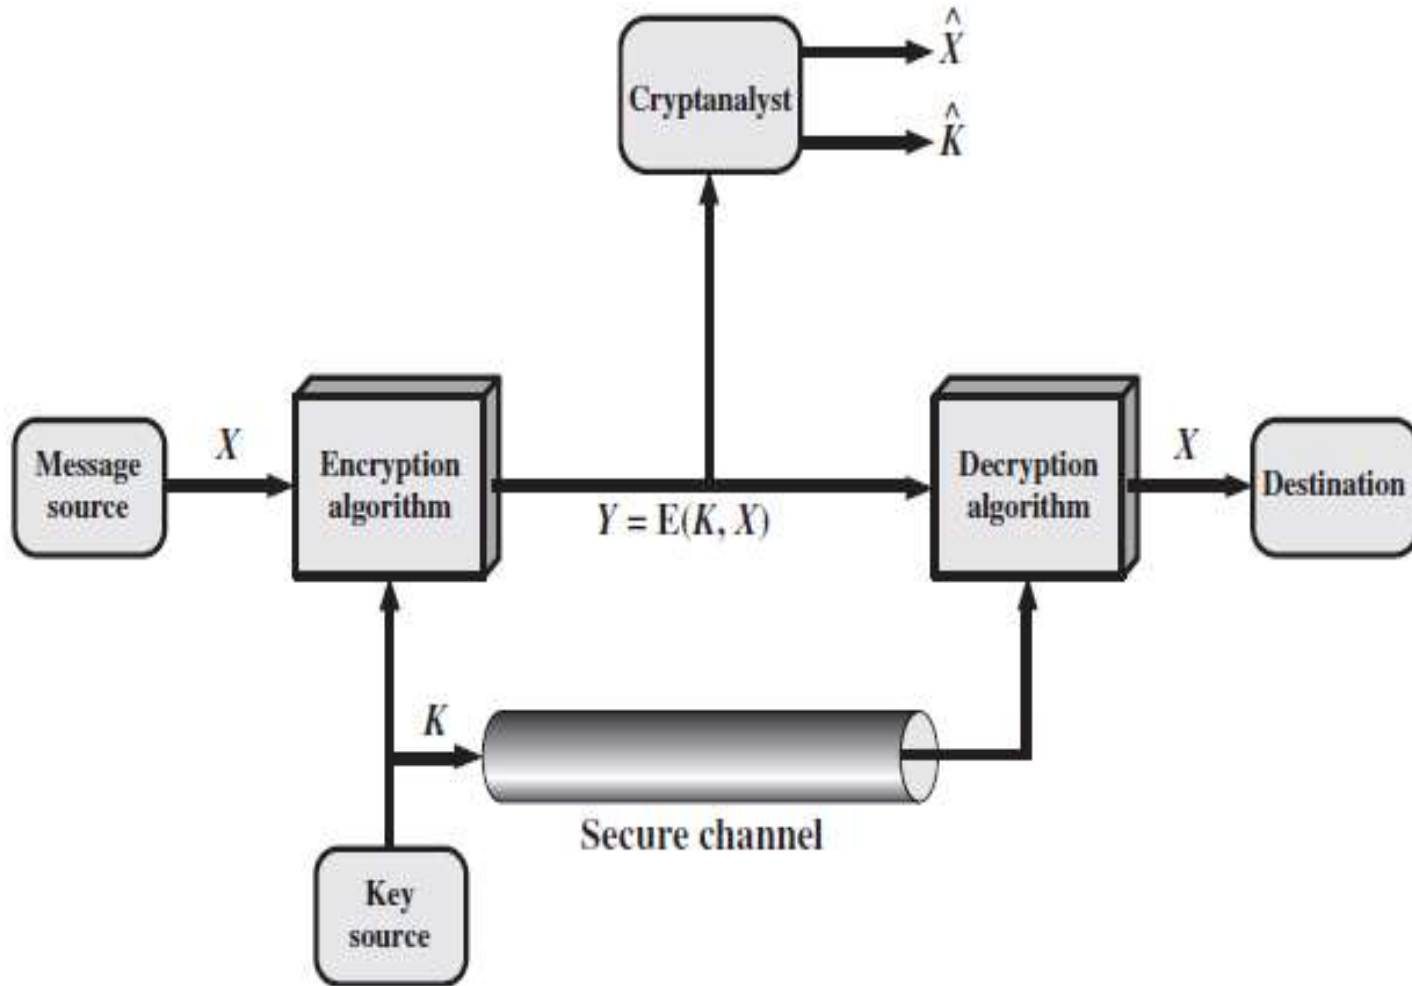 X̂
Cryptanalyst
K̂
X
Message
source
Encryption
algorithm
Y = E(K, X)
Decryption
algorithm
X
Destination
K
Secure channel
Key
source